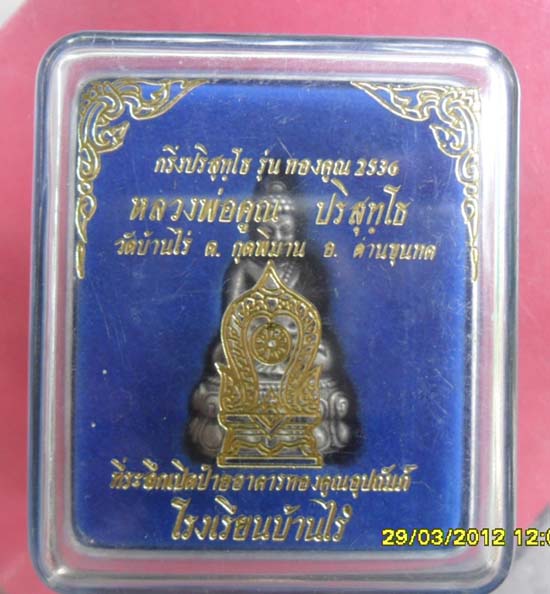 กริ่งปริสุทโธ รุ่น ทองคูณ 2536
หลวงพ่อคูณ ปริสุทฺโธ
วัดบ้านไร่ ต. กุดพิมาน อ. ด่านขุนทด
ที่ระลึกเปิดป้ายอาคารทองคูณอุปถัมภ์
โรงเรียนบ้านไร่
29/03/2012 12:0